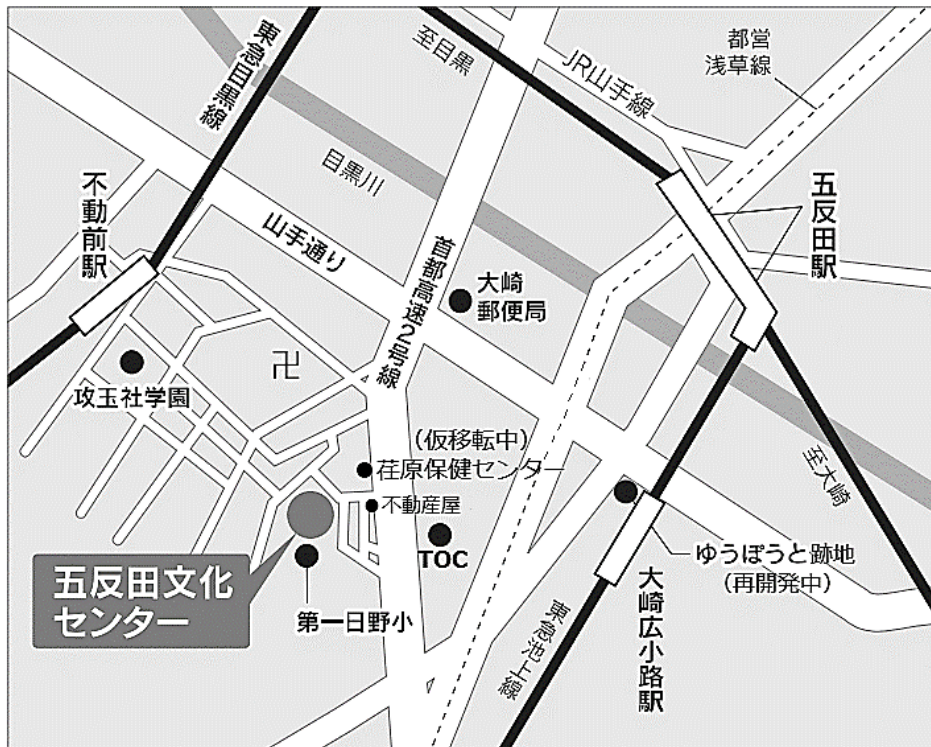 東急目黒線
至目黒
JR山手線
都営
浅草線
目黒川
不動前駅
山手通り
首都高速2号線
大崎
郵便局
五反田駅
卍
攻玉社学園
(仮移転中)
荏原保健センター
不動産屋
TOC
至大崎
ゆうぽうと跡地
(再開発中)
五反田文化
センター
第一日野小
大崎広小路駅
東急池上線